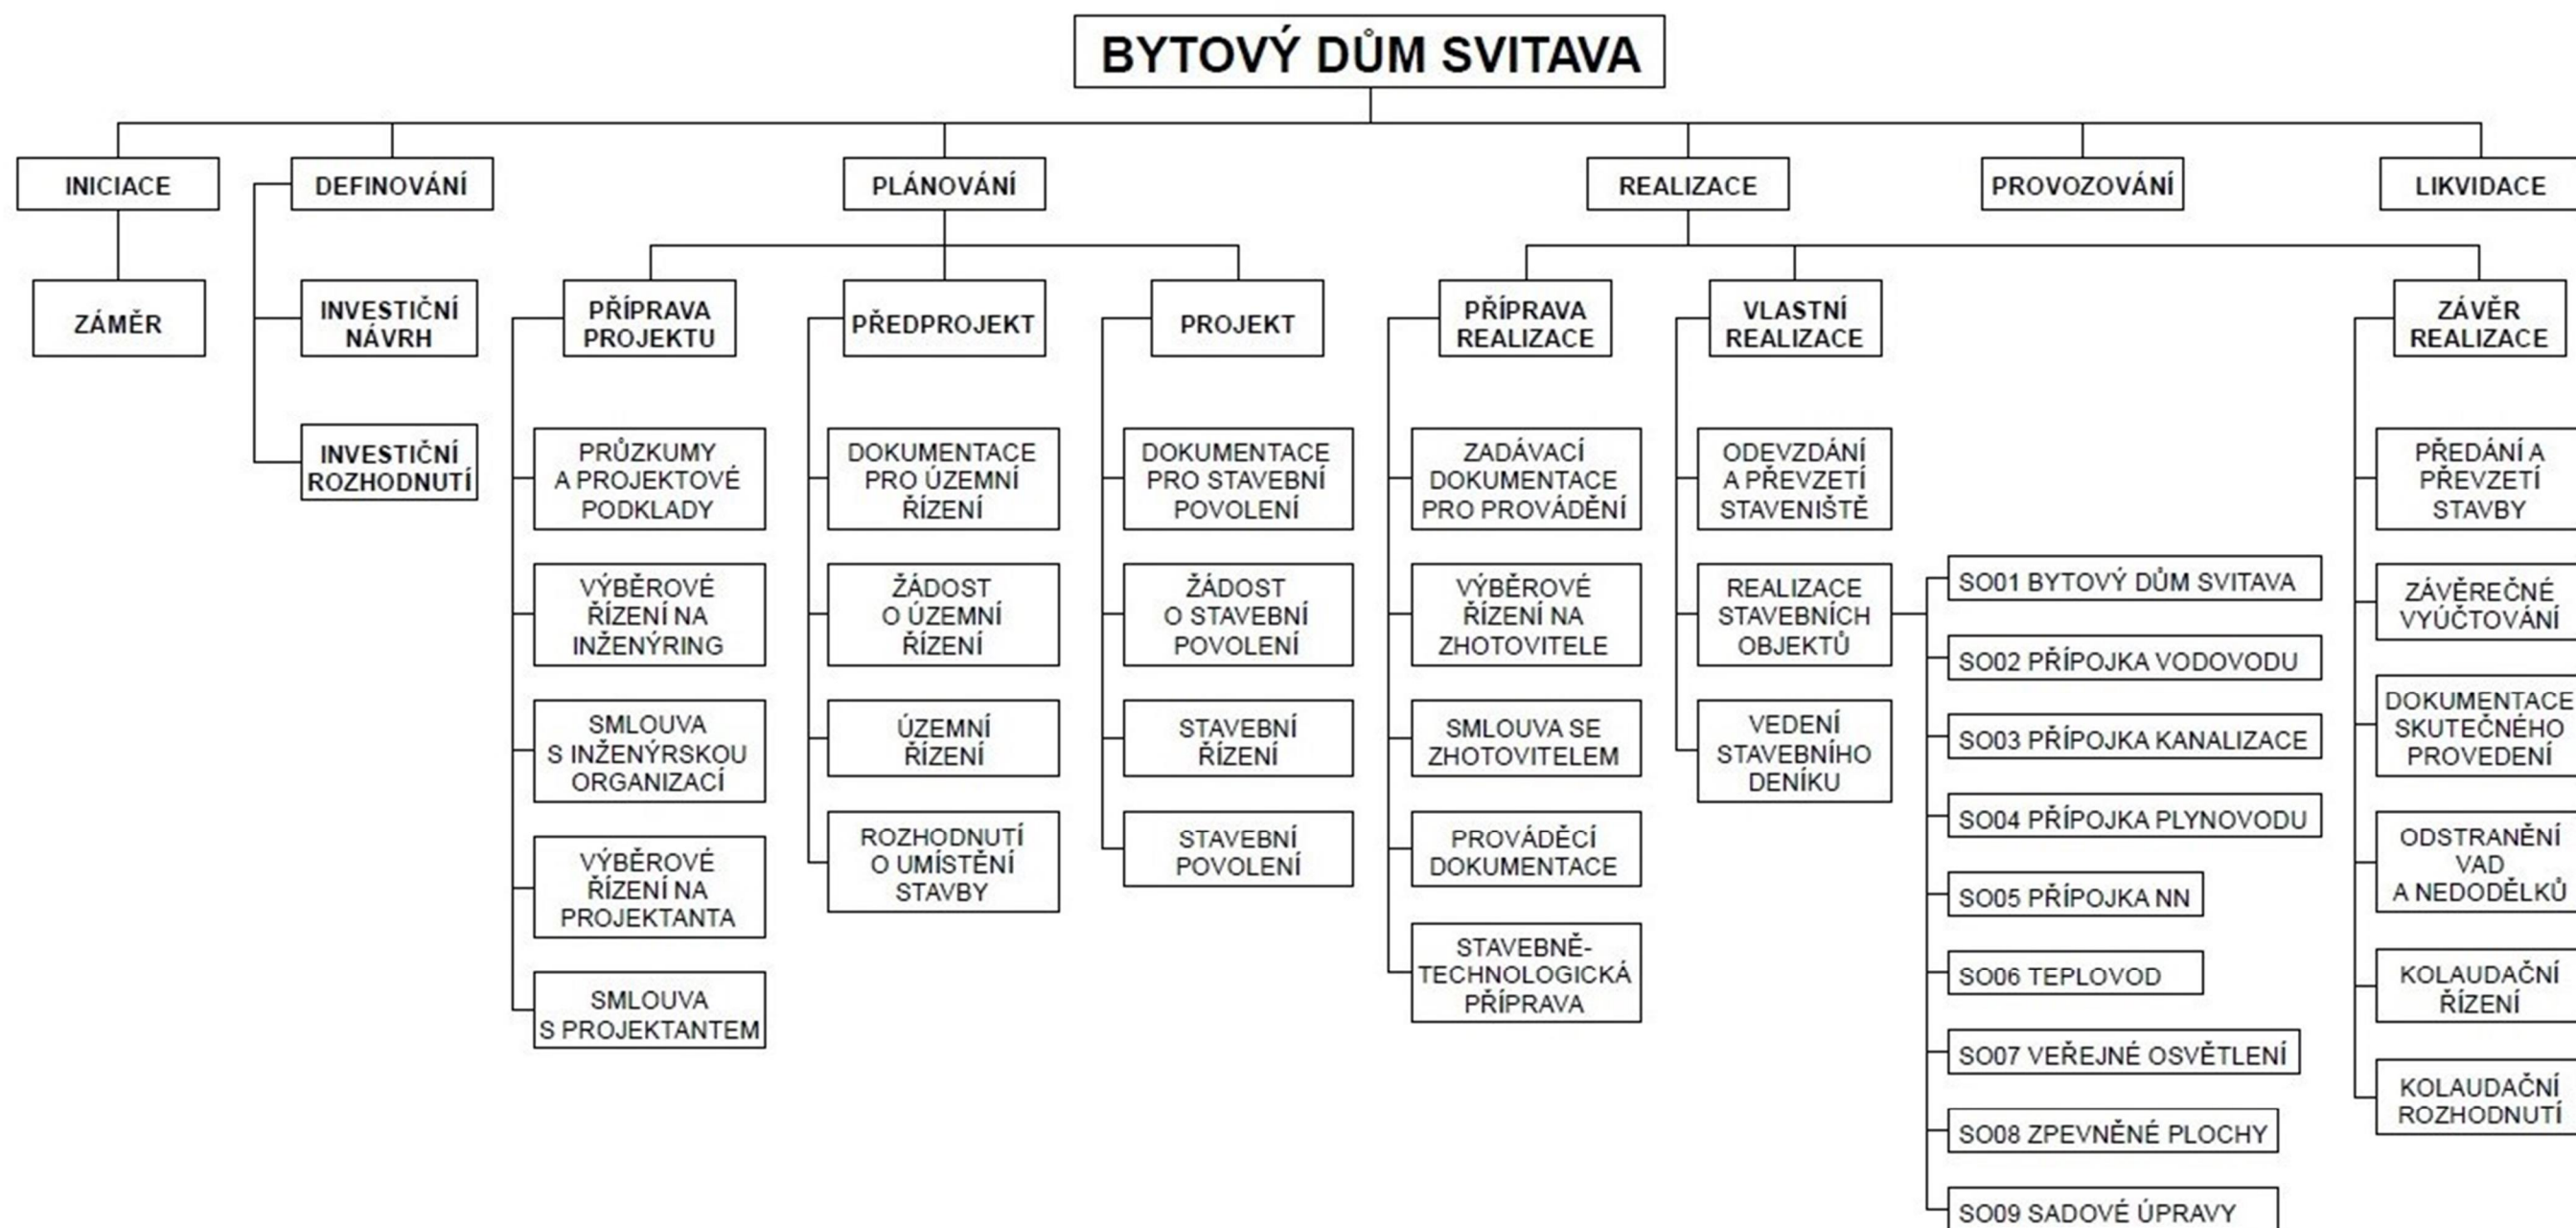 BYTOVÝ DŮM SVITAVA
INICIACE
DEFINOVÁNÍ
PLÁNOVÁNÍ
REALIZACE
PROVOZOVÁNÍ
LIKVIDACE
ZÁMĚR
INVESTIČNÍ
NÁVRH
INVESTIČNÍ
ROZHODNUTÍ
PŘÍPRAVA
PROJEKTU
PRŮZKUMY
A PROJEKTOVÉ
PODKLADY
VÝBĚROVÉ
ŘÍZENÍ NA
INŽENÝRING
SMLOUVA
S INŽENÝRSKOU
ORGANIZACÍ
VÝBĚROVÉ
ŘÍZENÍ NA
PROJEKTANTA
SMLOUVA
S PROJEKTANTEM
PŘEDPROJEKT
DOKUMENTACE
PRO ÚZEMNÍ
ŘÍZENÍ
ŽÁDOST
O ÚZEMNÍ
ŘÍZENÍ
ÚZEMNÍ
ŘÍZENÍ
ROZHODNUTÍ
O UMÍSTĚNÍ
STAVBY
PROJEKT
DOKUMENTACE
PRO STAVEBNÍ
POVOLENÍ
ŽÁDOST
O STAVEBNÍ
POVOLENÍ
STAVEBNÍ
ŘÍZENÍ
STAVEBNÍ
POVOLENÍ
PŘÍPRAVA
REALIZACE
ZADÁVACÍ
DOKUMENTACE
PRO PROVÁDĚNÍ
VÝBĚROVÉ
ŘÍZENÍ NA
ZHOTOVITELE
SMLOUVA SE
ZHOTOVITELEM
PROVÁDĚCÍ
DOKUMENTACE
STAVEBNĚ-
TECHNOLOGICKÁ
PŘÍPRAVA
VLASTNÍ
REALIZACE
ODEVZDÁNÍ
A PŘEVZETÍ
STAVENIŠTĚ
REALIZACE
STAVEBNÍCH
OBJEKTŮ
VEDENÍ
STAVEBNÍHO
DENÍKU
SO01 BYTOVÝ DŮM SVITAVA
SO02 PŘÍPOJKA VODOVODU
SO03 PŘÍPOJKA KANALIZACE
SO04 PŘÍPOJKA PLYNOVODU
SO05 PŘÍPOJKA NN
SO06 TEPLOVOD
SO07 VEŘEJNÉ OSVĚTLENÍ
SO08 ZPEVNĚNÉ PLOCHY
SO09 SADOVÉ ÚPRAVY
ZÁVĚR
REALIZACE
PŘEDÁNÍ A
PŘEVZETÍ
STAVBY
ZÁVĚREČNÉ
VYÚČTOVÁNÍ
DOKUMENTACE
SKUTEČNÉHO
PROVEDENÍ
ODSTRANĚNÍ
VAD
A NEDODĚLKŮ
KOLAUDAČNÍ
ŘÍZENÍ
KOLAUDAČNÍ
ROZHODNUTÍ